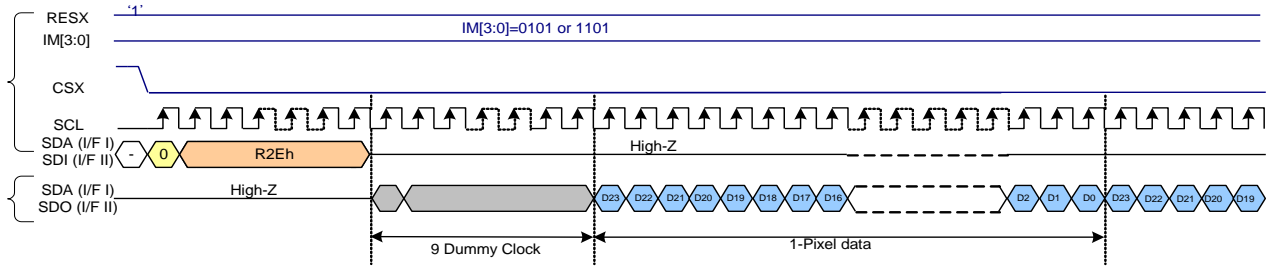 RESX '1'
IM[3:0] IM[3:0]=0101 or 1101
CSX
SCL
SDA (I/F I)
SDI (I/F II) - 0 R2Eh High-Z
SDA (I/F I)
SDO (I/F II) High-Z D23 D22 D21 D20 D19 D18 D17 D16 D2 D1 D0 D23 D22 D21 D20 D19
9 Dummy Clock 1-Pixel data